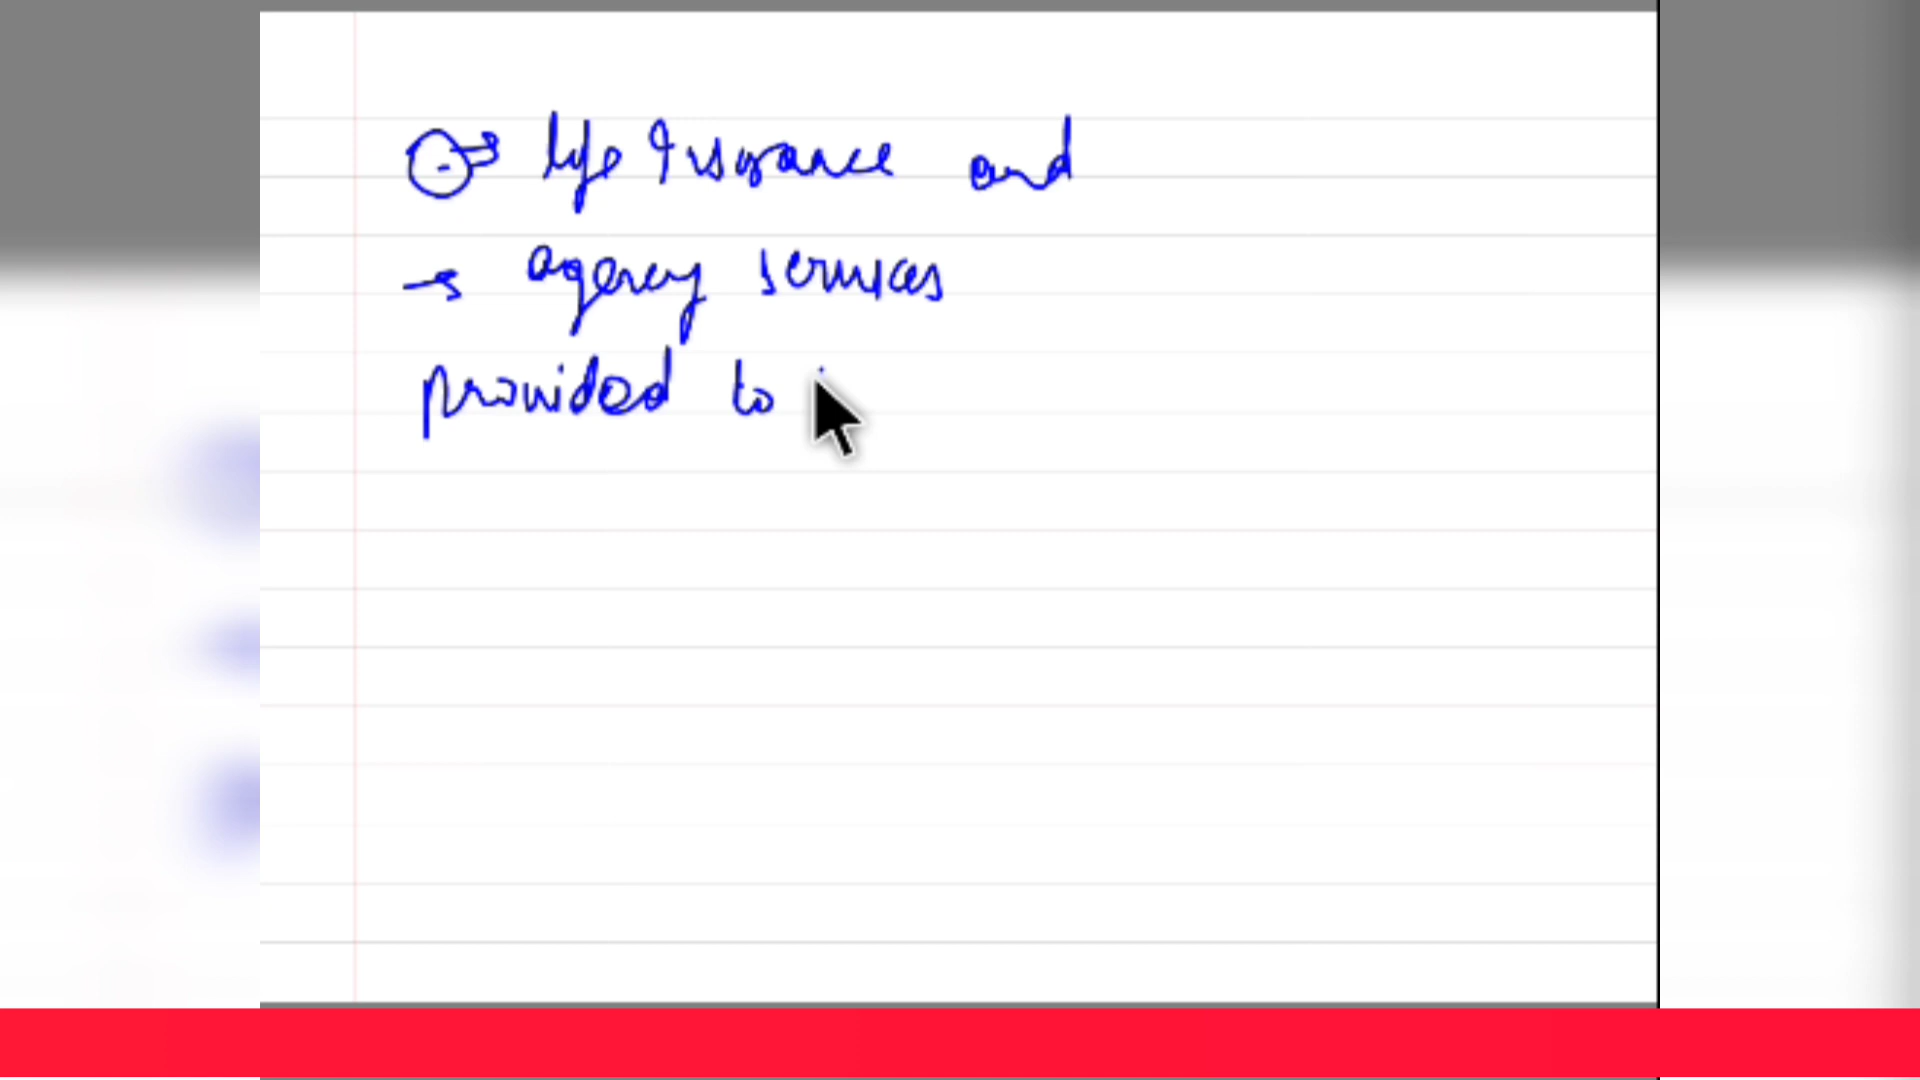 → life Insurance and
→ agency services
provided to